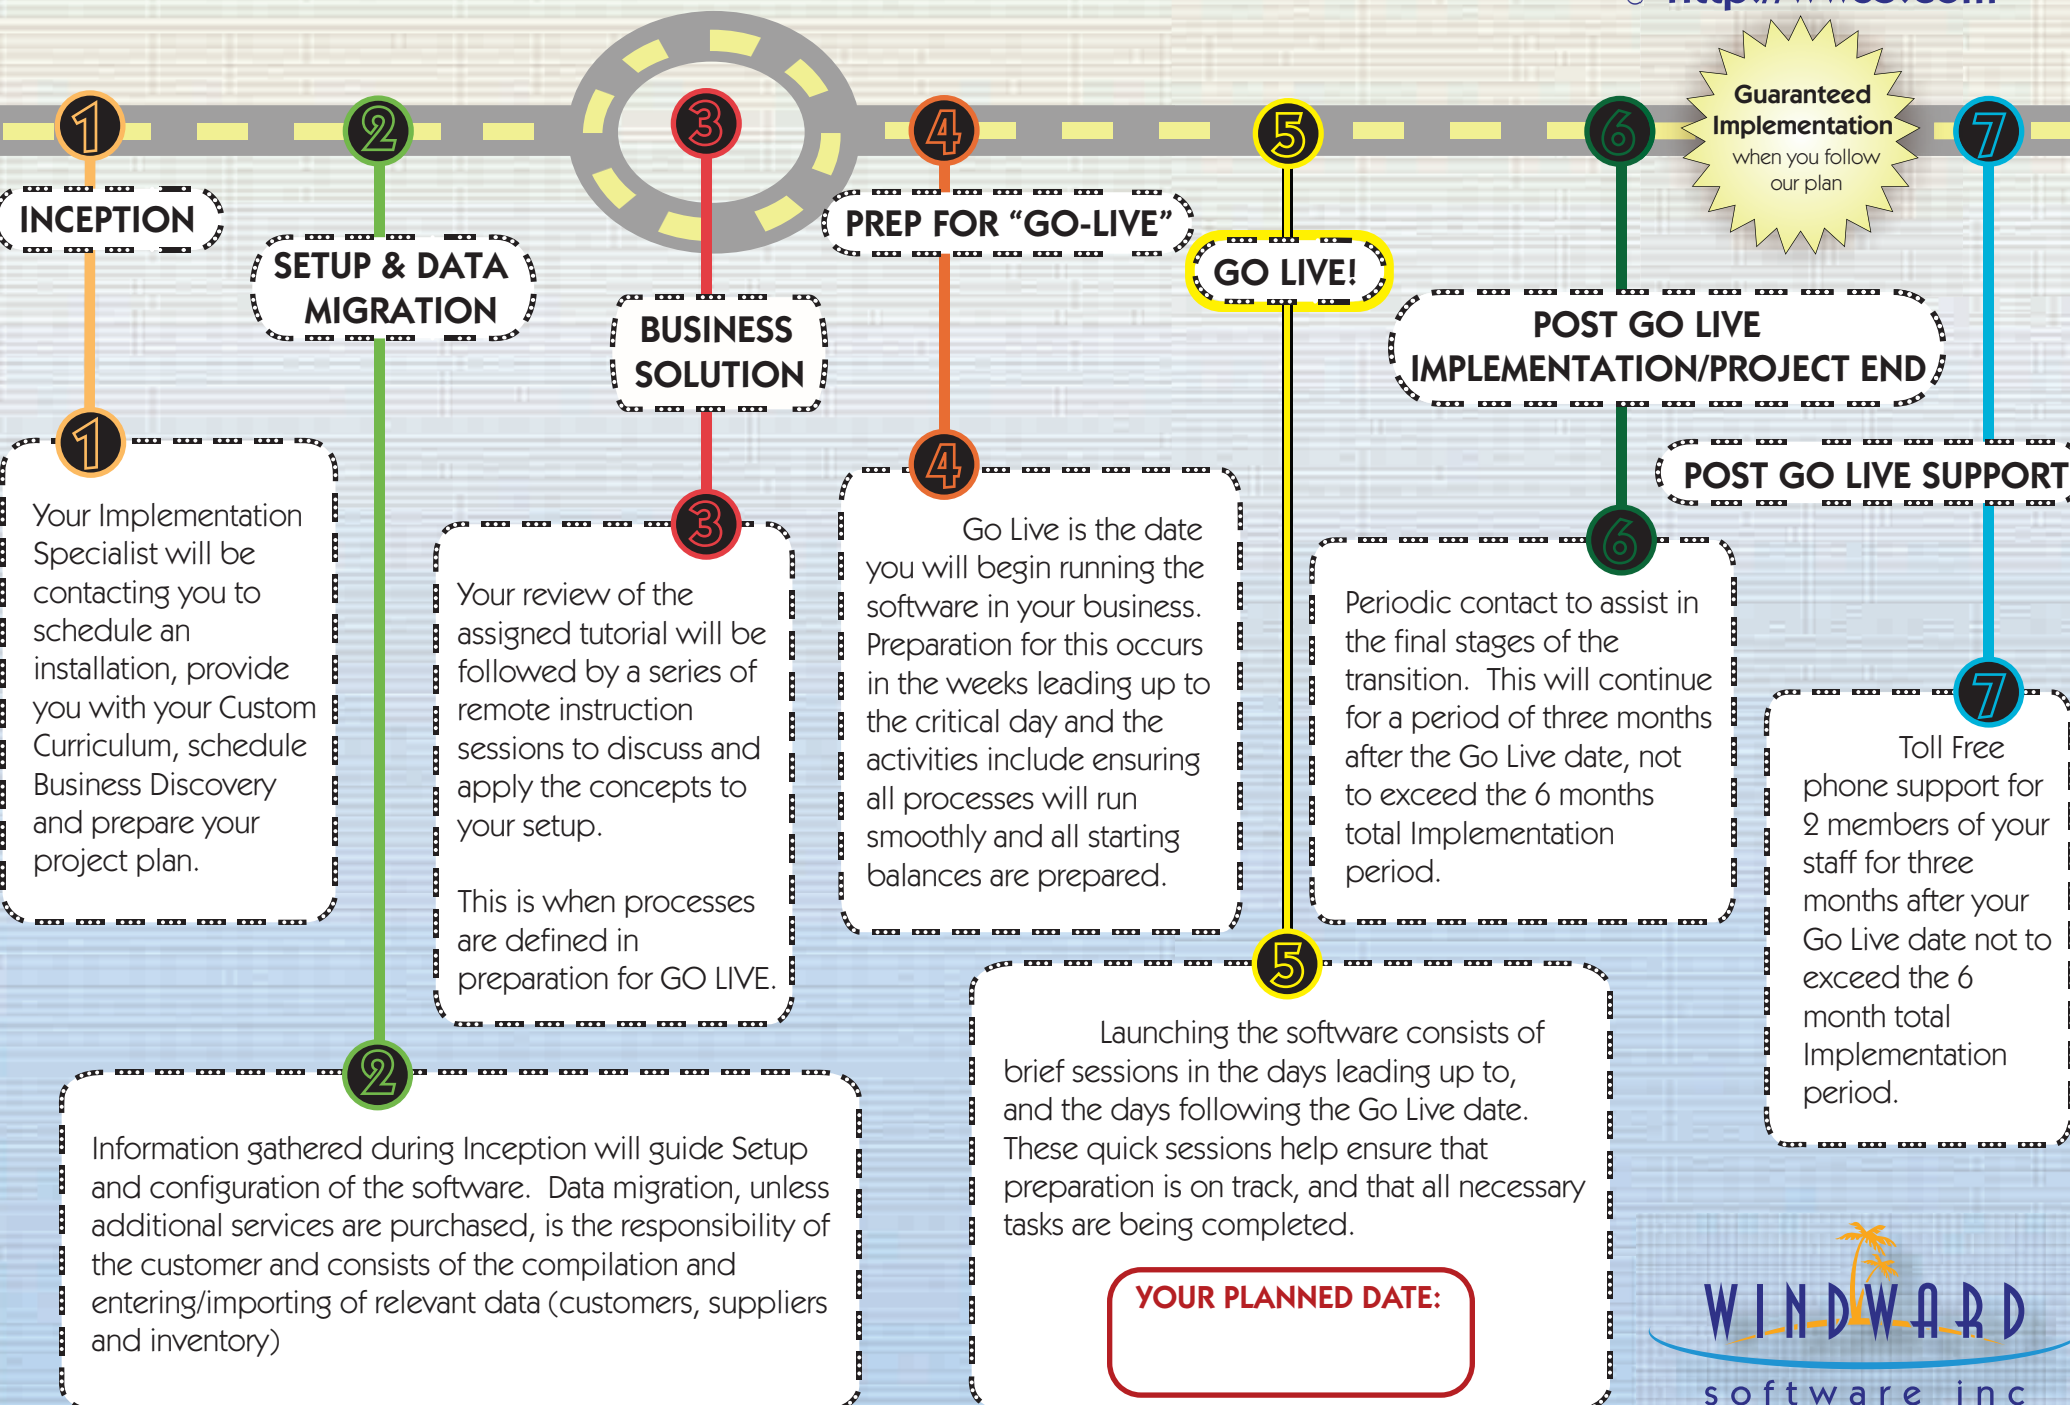 Guaranteed
Implementation
when you follow
our plan
1
2
3
4
5
6
7
INCEPTION
SETUP & DATA
MIGRATION
BUSINESS
SOLUTION
PREP FOR “GO-LIVE”
GO LIVE!
POST GO LIVE
IMPLEMENTATION/PROJECT END
POST GO LIVE SUPPORT
1
Your Implementation
Specialist will be
contacting you to
schedule an
installation, provide
you with your Custom
Curriculum, schedule
Business Discovery
and prepare your
project plan.
2
Information gathered during Inception will guide Setup
and configuration of the software.  Data migration, unless
additional services are purchased, is the responsibility of
the customer and consists of the compilation and
entering/importing of relevant data (customers, suppliers
and inventory)
3
Your review of the
assigned tutorial will be
followed by a series of
remote instruction
sessions to discuss and
apply the concepts to
your setup.
This is when processes
are defined in
preparation for GO LIVE.
4
Go Live is the date
you will begin running the
software in your business.
Preparation for this occurs
in the weeks leading up to
the critical day and the
activities include ensuring
all processes will run
smoothly and all starting
balances are prepared.
5
Launching the software consists of
brief sessions in the days leading up to,
and the days following the Go Live date.
These quick sessions help ensure that
preparation is on track, and that all necessary
tasks are being completed.
YOUR PLANNED DATE:
6
Periodic contact to assist in
the final stages of the
transition.  This will continue
for a period of three months
after the Go Live date, not
to exceed the 6 months
total Implementation
period.
7
Toll Free
phone support for
2 members of your
staff for three
months after your
Go Live date not to
exceed the 6
month total
Implementation
period.
WINDWARD
software inc